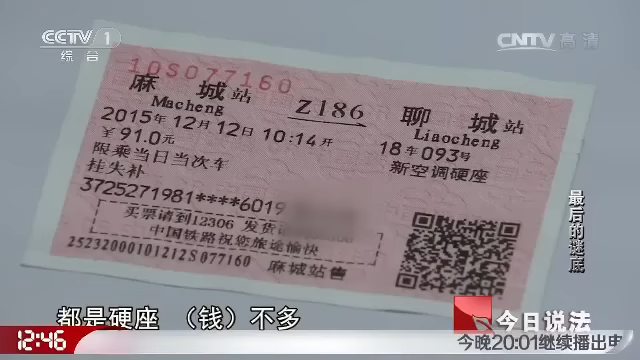 CCTV 1
综合
CNTV 高清
10S077160
麻城站
Z186
聊城站
Macheng
Liaocheng
2015年12月12日10:14开
18车093号
¥91.0元
新空调硬座
限乘当日当次车
挂失补
3725271981****6019
买票请到12306 发货
中国铁路祝您旅途愉快
25232000101212S077160 麻城站售
最后的谜底
都是硬座 （钱）不多
今日说法
12:46
今晚20:01继续播出